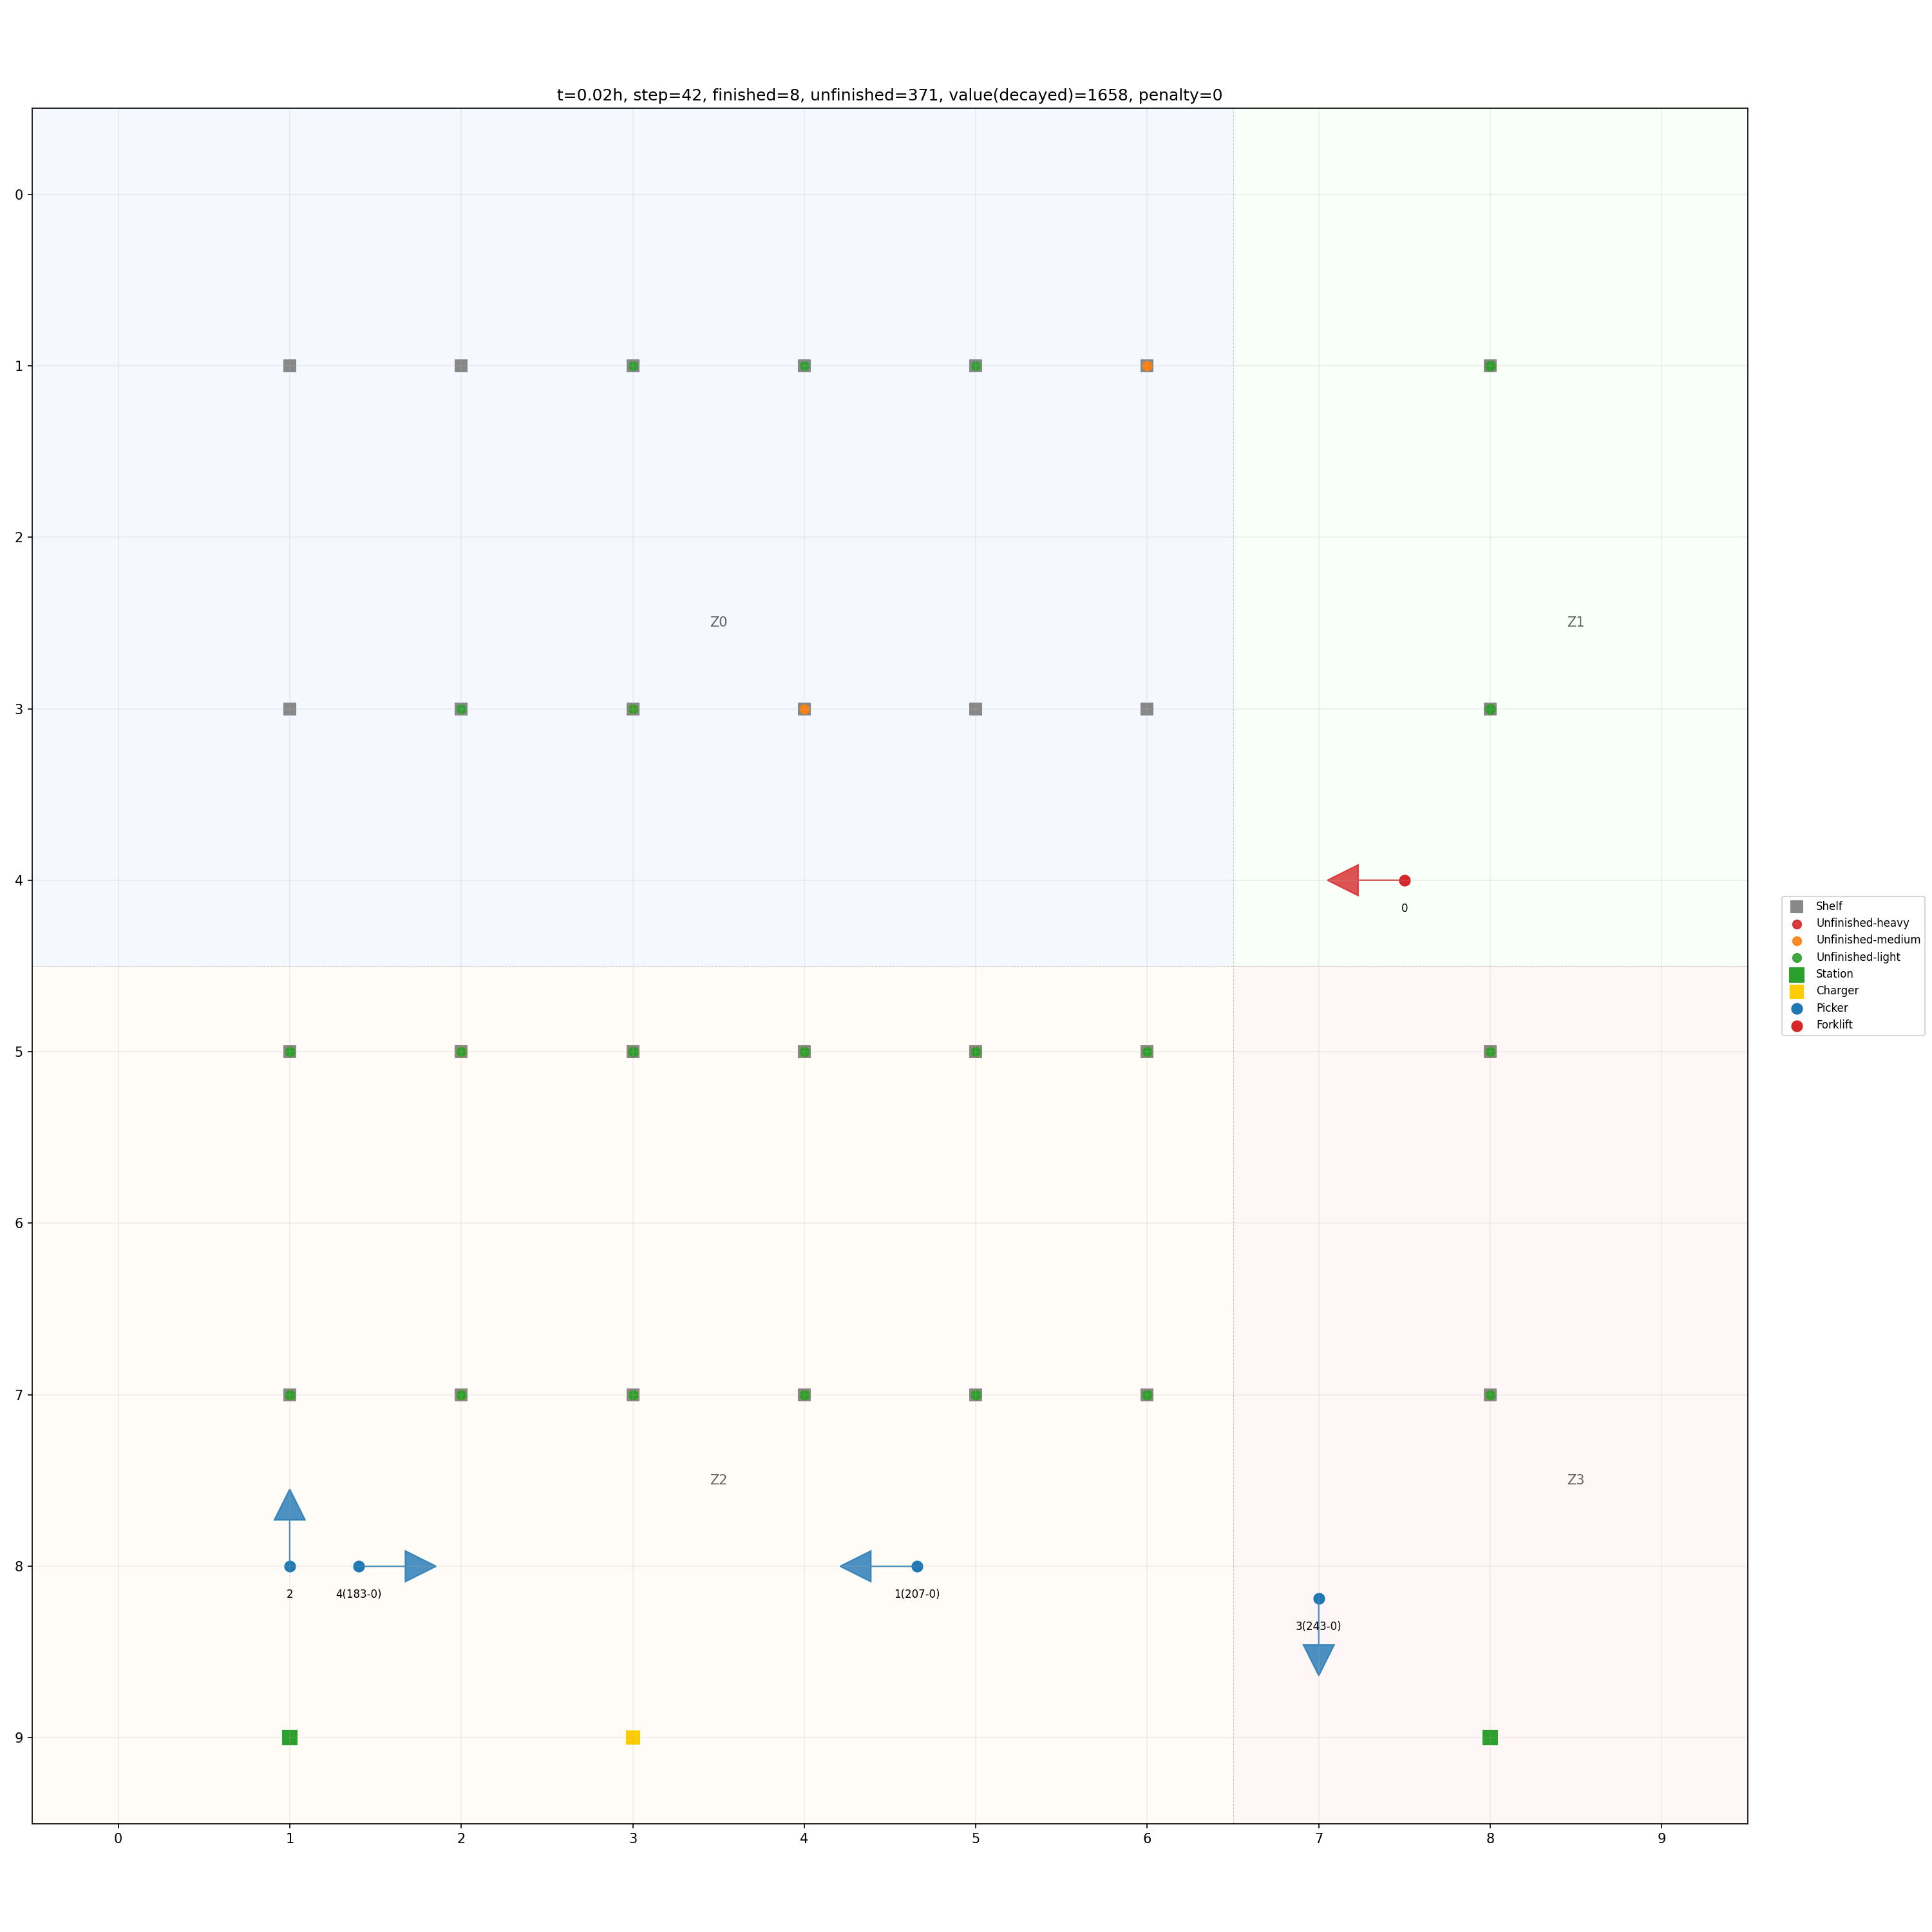 t=0.02h, step=42, finished=8, unfinished=371, value(decayed)=1658, penalty=0
0
1
2
3
4
5
6
7
8
9
Z0
Z1
0
Z2
Z3
2
4(183-0)
1(207-0)
3(243-0)
0
1
2
3
4
5
6
7
8
9
Shelf
Unfinished-heavy
Unfinished-medium
Unfinished-light
Station
Charger
Picker
Forklift